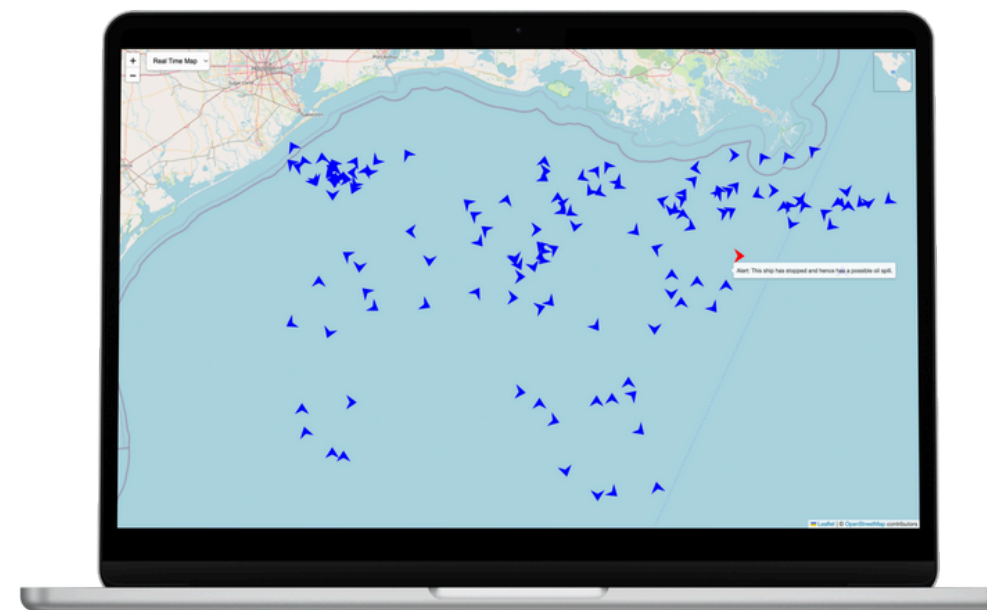 +
Real Time Map
−
Alert: This ship has stopped and hence has a possible oil spill.
Leaflet | © OpenStreetMap contributors